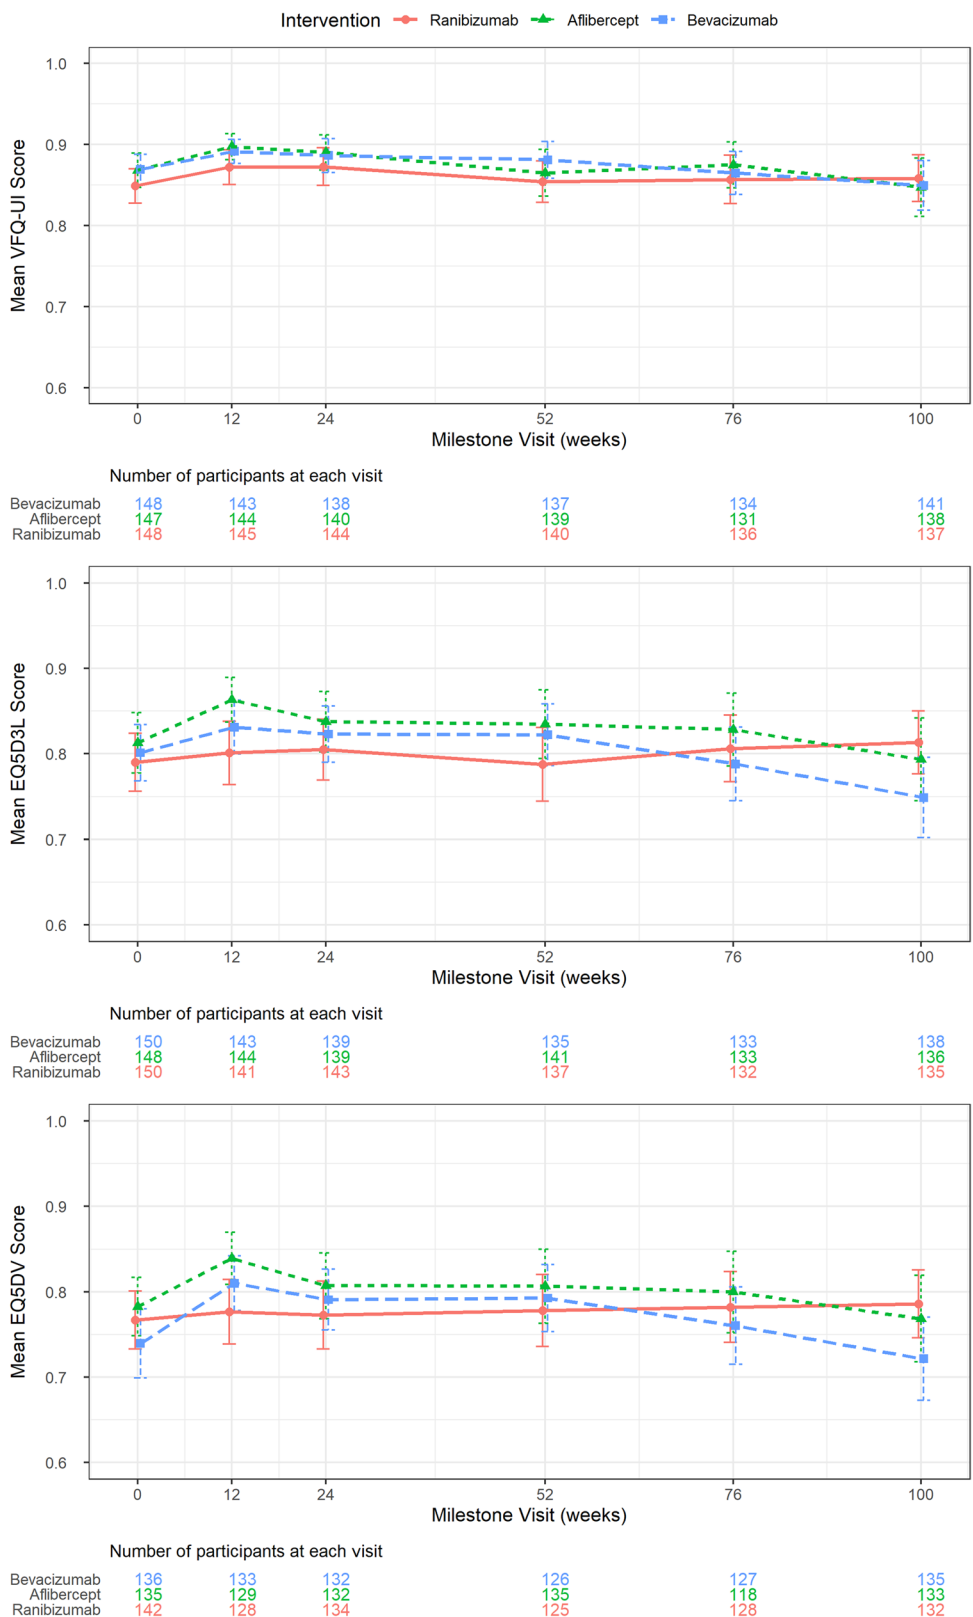 Intervention Ranibizumab Aflibercept Bevacizumab
Mean VFQ-UI Score
1.0
0.9
0.8
0.7
0.6
0 12 24 52 76 100
Milestone Visit (weeks)
Number of participants at each visit
Bevacizumab 148 143 138 137 134 141
Aflibercept 147 144 140 139 131 138
Ranibizumab 148 145 144 140 136 137
Mean EQ5D3L Score
1.0
0.9
0.8
0.7
0.6
0 12 24 52 76 100
Milestone Visit (weeks)
Number of participants at each visit
Bevacizumab 150 143 139 135 133 138
Aflibercept 148 144 139 141 133 136
Ranibizumab 150 141 143 137 132 135
Mean EQ5DV Score
1.0
0.9
0.8
0.7
0.6
0 12 24 52 76 100
Milestone Visit (weeks)
Number of participants at each visit
Bevacizumab 136 133 132 126 127 135
Aflibercept 135 129 132 135 118 133
Ranibizumab 142 128 134 125 128 132